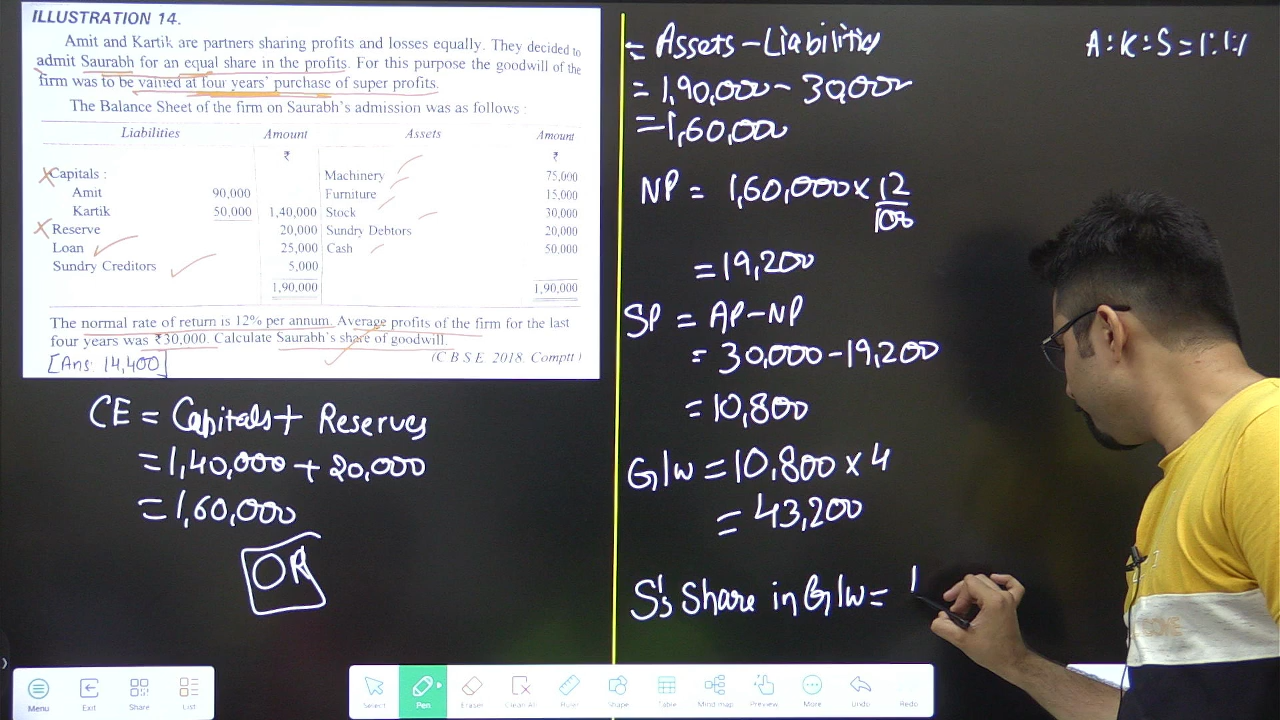 ILLUSTRATION 14.
Amit and Kartik are partners sharing profits and losses equally. They decided to
admit Saurabh for an equal share in the profits. For this purpose the goodwill of the
firm was to be valued at four years' purchase of super profits.
The Balance Sheet of the firm on Saurabh's admission was as follows :
Liabilities Amount Assets Amount
₹ ₹
Capitals : Machinery 75,000
Amit 90,000 Furniture 15,000
Kartik 50,000 1,40,000 Stock 30,000
Reserve 20,000 Sundry Debtors 20,000
Loan 25,000 Cash 50,000
Sundry Creditors 5,000
1,90,000 1,90,000
The normal rate of return is 12% per annum. Average profits of the firm for the last
four years was ₹30,000. Calculate Saurabh's share of goodwill.
(C B S E 2018. Comptt)
[Ans: 14,400]
CE = Capitals + Reserves
= 1,40,000 + 20,000
= 1,60,000
OR
= Assets - Liabilities
= 1,90,000 - 30,000
= 1,60,000
NP = 1,60,000 × 12
100
= 19,200
SP = AP - NP
= 30,000 - 19,200
= 10,800
G/w = 10,800 × 4
= 43,200
S's Share in G/w = 1
A : K : S = 1:1:1
Menu Exit Share List
Select Pen Eraser Clean All Ruler Shape Table Mind map Preview More Undo Redo